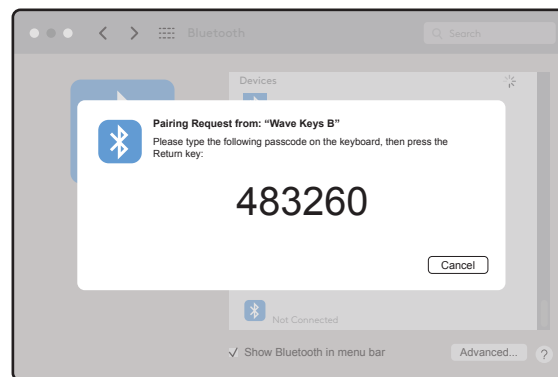 Bluetooth
Search
Devices
Pairing Request from: “Wave Keys B”
Please type the following passcode on the keyboard, then press the
Return key:
483260
Cancel
Not Connected
Show Bluetooth in menu bar
Advanced...
?